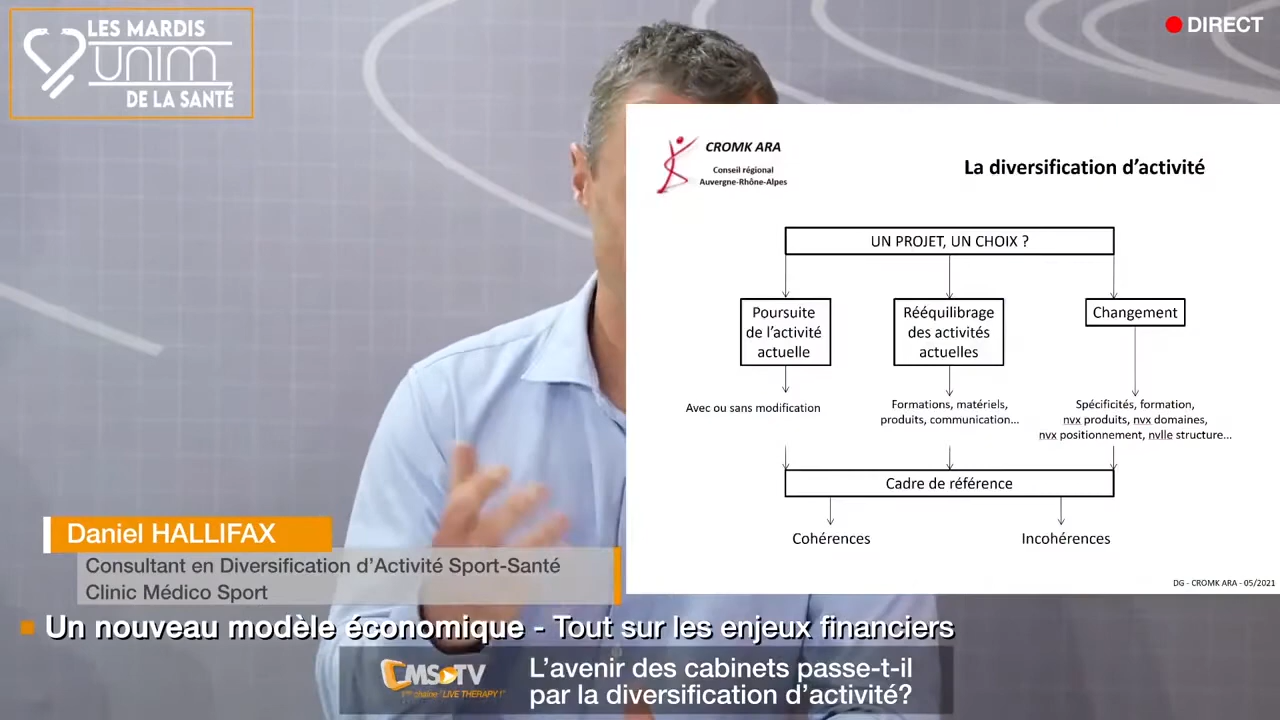 LES MARDIS
unim
DE LA SANTÉ
DIRECT
CROMK ARA
Conseil régional
Auvergne-Rhône-Alpes
La diversification d’activité
UN PROJET, UN CHOIX ?
Poursuite
de l’activité
actuelle
Rééquilibrage
des activités
actuelles
Changement
Avec ou sans modification
Formations, matériels,
produits, communication...
Spécificités, formation,
nvx produits, nvx domaines,
nvx positionnement, nvlle structure...
Cadre de référence
Cohérences
Incohérences
DG - CROMK ARA - 05/2021
Daniel HALLIFAX
Consultant en Diversification d’Activité Sport-Santé
Clinic Médico Sport
Un nouveau modèle économique - Tout sur les enjeux financiers
CMS TV
chaîne "LIVE THERAPY !"
L’avenir des cabinets passe-t-il
par la diversification d’activité?